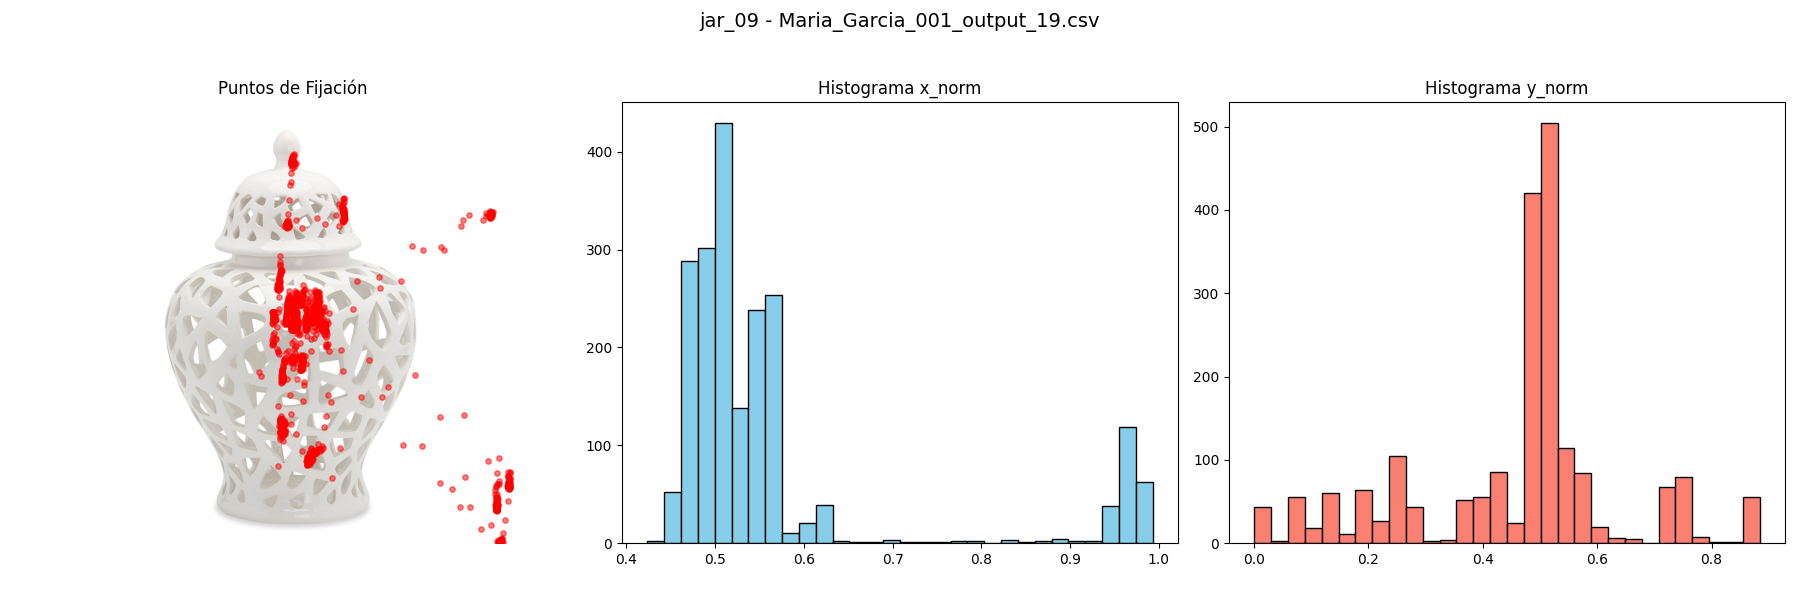 jar_09 - Maria_Garcia_001_output_19.csv
Puntos de Fijación
Histograma x_norm
Histograma y_norm
400
300
200
100
0
0.4 0.5 0.6 0.7 0.8 0.9 1.0
500
400
300
200
100
0
0.0 0.2 0.4 0.6 0.8